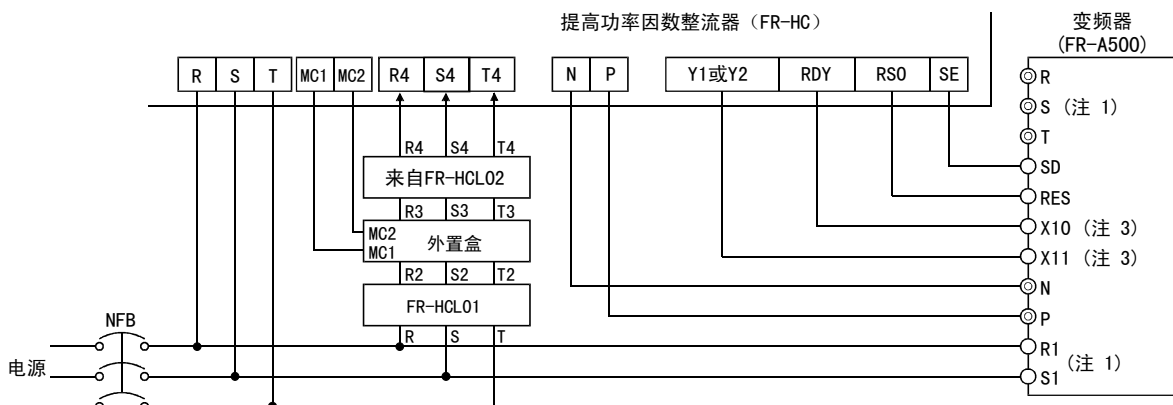 提高功率因数整流器（FR-HC）
变频器
(FR-A500)
R S T MC1 MC2 R4 S4 T4 N P Y1或Y2 RDY RSO SE
R
S（注 1）
T
SD
RES
X10（注 3）
X11（注 3）
N
P
R1
（注 1）
S1
R4 S4 T4
来自FR-HCL02
R3 S3 T3
MC2
MC1
外置盒
R2 S2 T2
FR-HCL01
R S T
NFB
电源